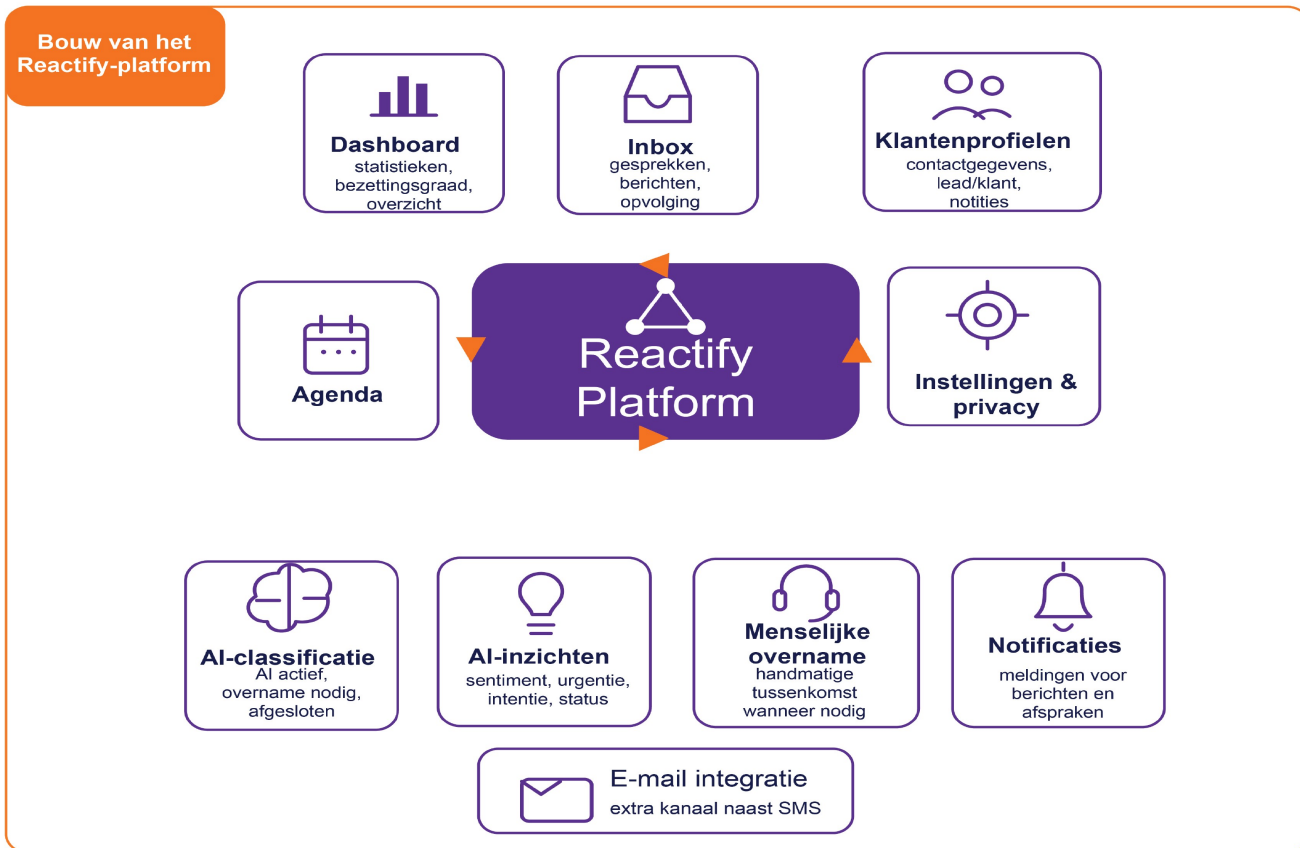 Bouw van het
Reactify-platform
Dashboard
statistieken,
bezettingsgraad,
overzicht
Inbox
gesprekken,
berichten,
opvolging
Klantenprofielen
contactgegevens,
lead/klant,
notities
Agenda
Reactify
Platform
Instellingen &
privacy
AI-classificatie
AI actief,
overname nodig,
afgesloten
AI-inzichten
sentiment, urgentie,
intentie, status
Menselijke
overname
handmatige
tussenkomst
wanneer nodig
Notificaties
meldingen voor
berichten en
afspraken
E-mail integratie
extra kanaal naast SMS